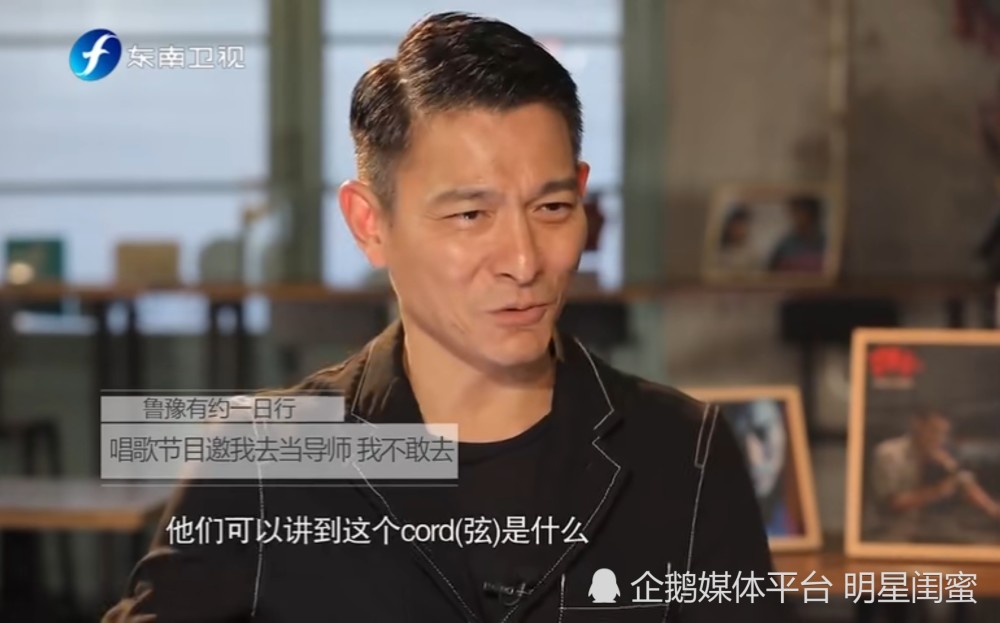 东南卫视
鲁豫有约一日行
唱歌节目邀我去当导师 我不敢去
他们可以讲到这个cord(弦)是什么
企鹅媒体平台 明星闺蜜